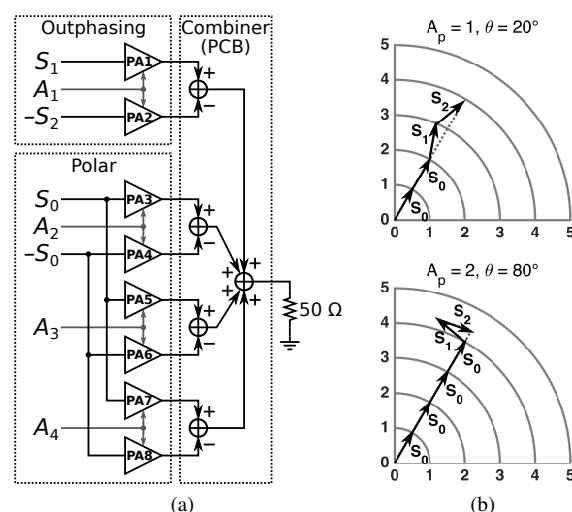 Outphasing
Combiner
(PCB)
S1
A1
–S2
PA1
PA2
+
−
Polar
S0
A2
–S0
A3
A4
PA3
PA4
PA5
PA6
PA7
PA8
+
−
+
−
+
−
+ +
+ +
+ +
50 Ω
(a)
Ap = 1, θ = 20°
5
4
3
2
1
0
0 1 2 3 4 5
S0
S0
S1
S2
Ap = 2, θ = 80°
5
4
3
2
1
0
0 1 2 3 4 5
S0
S0
S0
S0
S1
S2
(b)